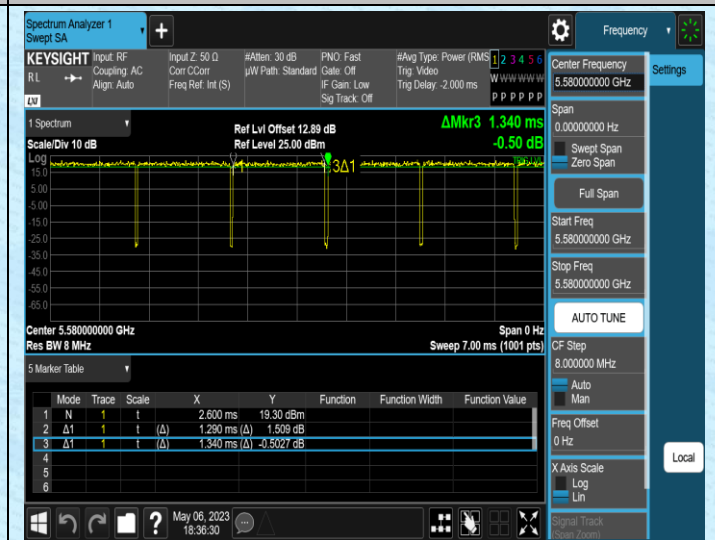 Spectrum Analyzer 1
Swept SA
+
Frequency
KEYSIGHT
RL
LXI
Input: RF
Coupling: AC
Align: Auto
Input Z: 50 Ω
Corr CCorr
Freq Ref: Int (S)
#Atten: 30 dB
µW Path: Standard
PNO: Fast
Gate: Off
IF Gain: Low
Sig Track: Off
#Avg Type: Power (RMS
Trig: Video
Trig Delay: -2.000 ms
1 2 3 4 5 6
W W W W W W
P P P P P P
Center Frequency
5.580000000 GHz
Settings
Span
0.00000000 Hz
Swept Span
Zero Span
Full Span
Start Freq
5.580000000 GHz
Stop Freq
5.580000000 GHz
AUTO TUNE
CF Step
8.000000 MHz
Auto
Man
Freq Offset
0 Hz
X Axis Scale
Log
Lin
Signal Track
(Span Zoom)
Local
1 Spectrum
Scale/Div 10 dB
Ref Lvl Offset 12.89 dB
Ref Level 25.00 dBm
ΔMkr3 1.340 ms
-0.50 dB
Log
15.0
5.00
-5.00
-15.0
-25.0
-35.0
-45.0
-55.0
-65.0
1
3Δ1
Center 5.580000000 GHz
Span 0 Hz
Res BW 8 MHz
Sweep 7.00 ms (1001 pts)
5 Marker Table
Mode Trace Scale X Y Function Function Width Function Value
1 N 1 t 2.600 ms 19.30 dBm
2 Δ1 1 t (Δ) 1.290 ms (Δ) 1.509 dB
3 Δ1 1 t (Δ) 1.340 ms (Δ) -0.5027 dB
4
5
6
?
May 06, 2023
18:36:30